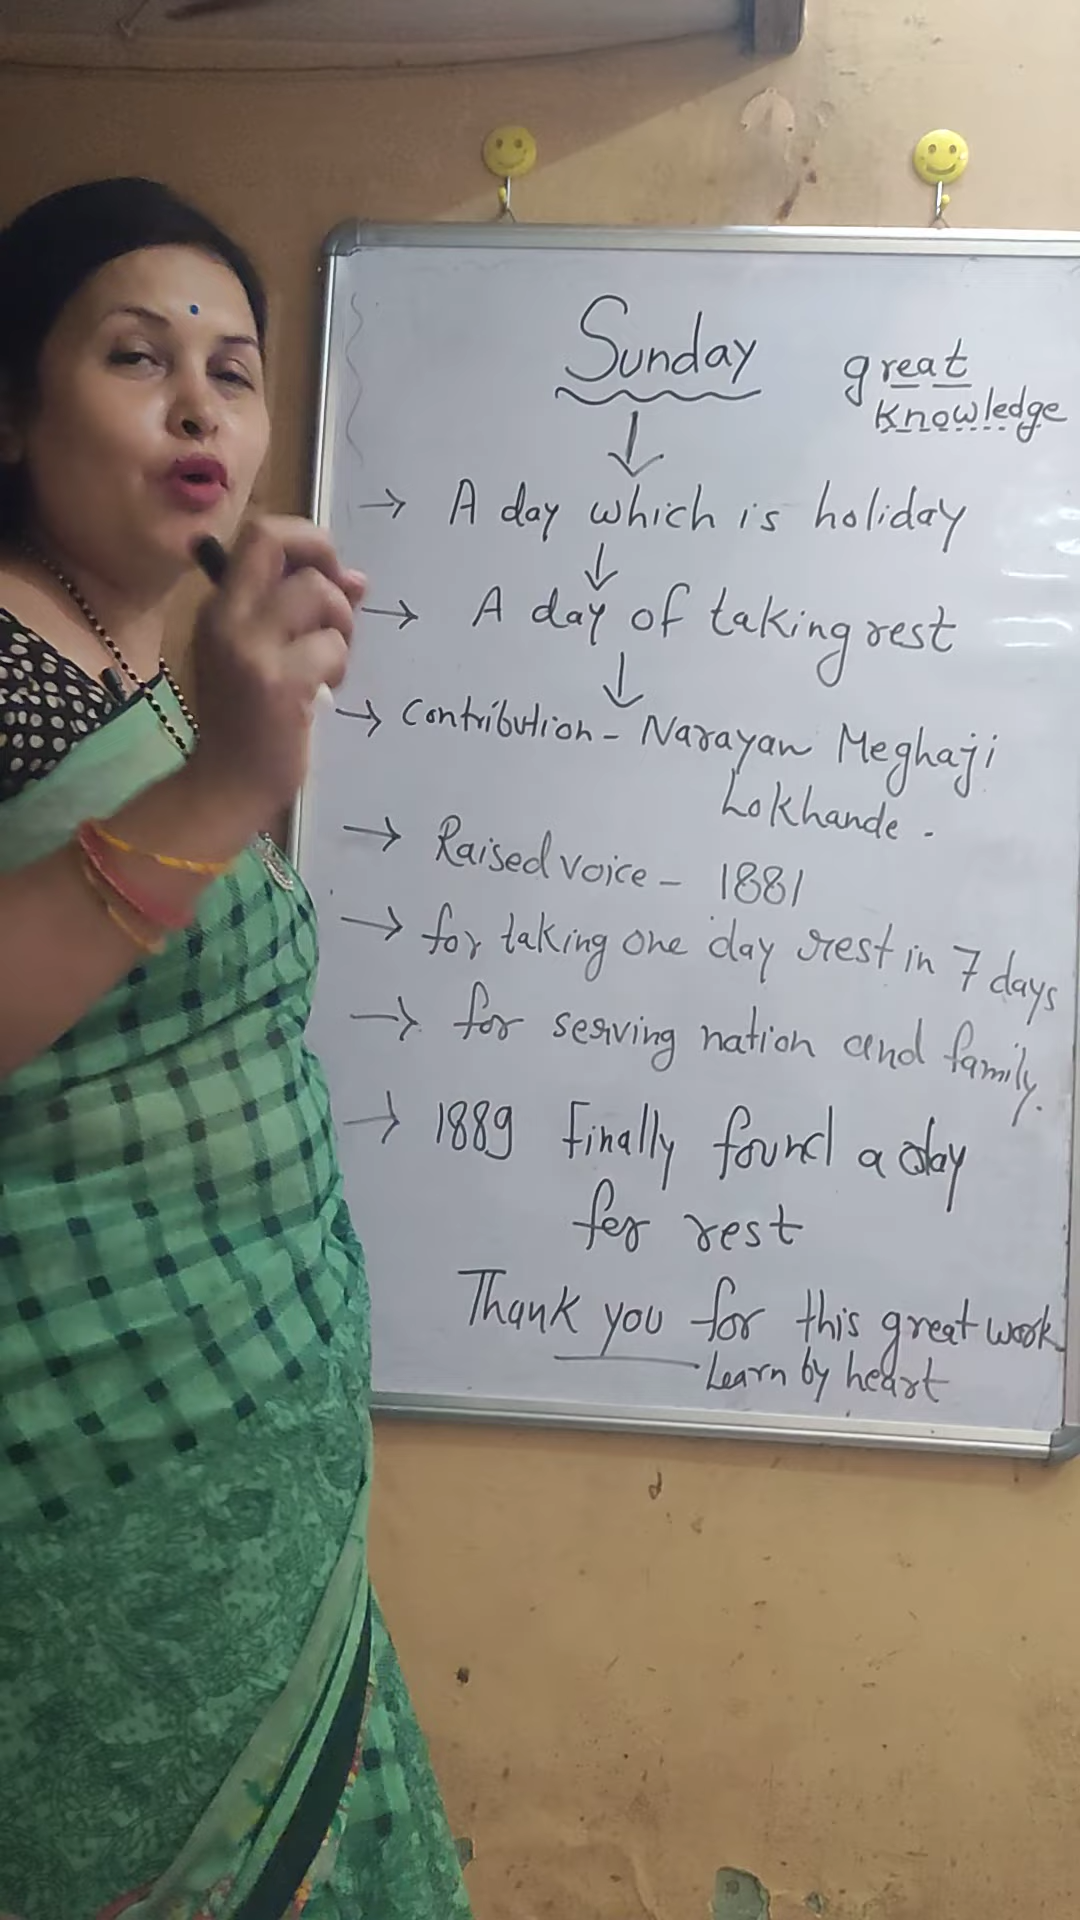 Sunday
great
knowledge
→ A day which is holiday
→ A day of taking rest
→ Contribution - Narayan Meghaji
Lokhande.
→ Raised voice - 1881
→ for taking one day rest in 7 days
→ for serving nation and family.
→ 1889 Finally found a day
for rest
Thank you for this great work
Learn by heart